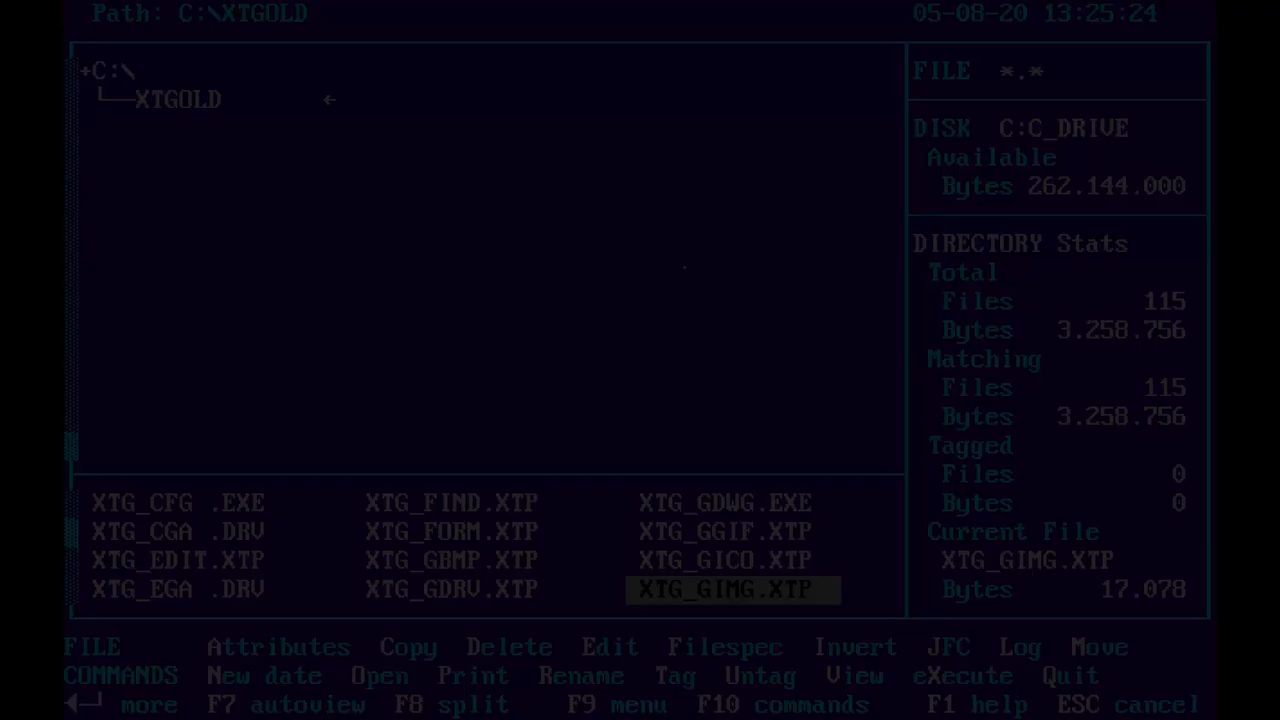 Path: C:\XTGOLD 05-08-20 13:25:24
+C:\ FILE *.*
└──XTGOLD ← DISK C:C_DRIVE
Available
Bytes 262.144.000
DIRECTORY Stats
Total
Files 115
Bytes 3.258.756
Matching
Files 115
Bytes 3.258.756
Tagged
Files 0
XTG_CFG .EXE XTG_FIND.XTP XTG_GDWG.EXE Bytes 0
XTG_CGA .DRV XTG_FORM.XTP XTG_GGIF.XTP Current File
XTG_EDIT.XTP XTG_GBMP.XTP XTG_GICO.XTP XTG_GIMG.XTP
XTG_EGA .DRV XTG_GDRV.XTP XTG_GIMG.XTP Bytes 17.078
FILE Attributes Copy Delete Edit Filespec Invert JFC Log Move
COMMANDS New date Open Print Rename Tag Untag View eXecute Quit
◄─┘ more F7 autoview F8 split F9 menu F10 commands F1 help ESC cancel